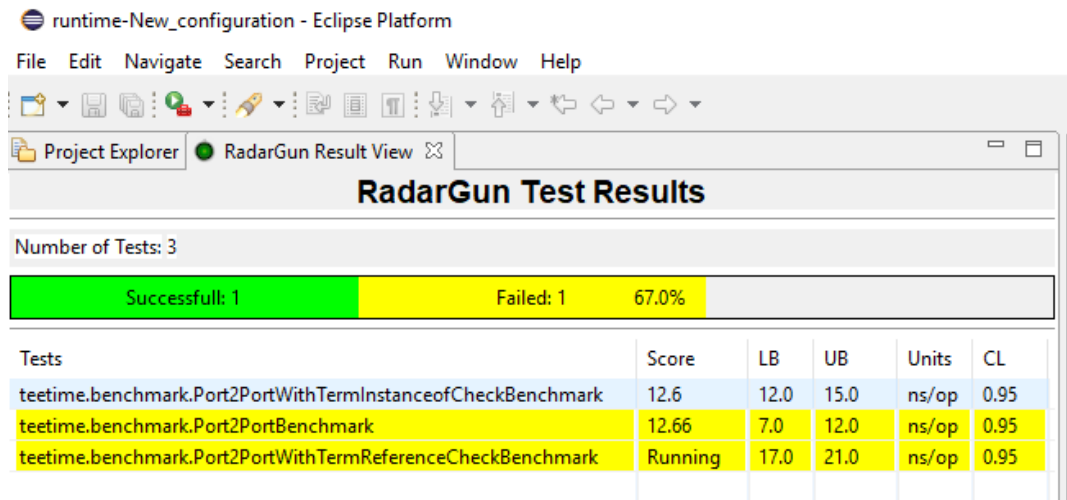 runtime-New_configuration - Eclipse Platform
File Edit Navigate Search Project Run Window Help
Project Explorer RadarGun Result View
RadarGun Test Results
Number of Tests: 3
Successfull: 1 Failed: 1 67.0%
Tests Score LB UB Units CL
teetime.benchmark.Port2PortWithTermInstanceofCheckBenchmark 12.6 12.0 15.0 ns/op 0.95
teetime.benchmark.Port2PortBenchmark 12.66 7.0 12.0 ns/op 0.95
teetime.benchmark.Port2PortWithTermReferenceCheckBenchmark Running 17.0 21.0 ns/op 0.95